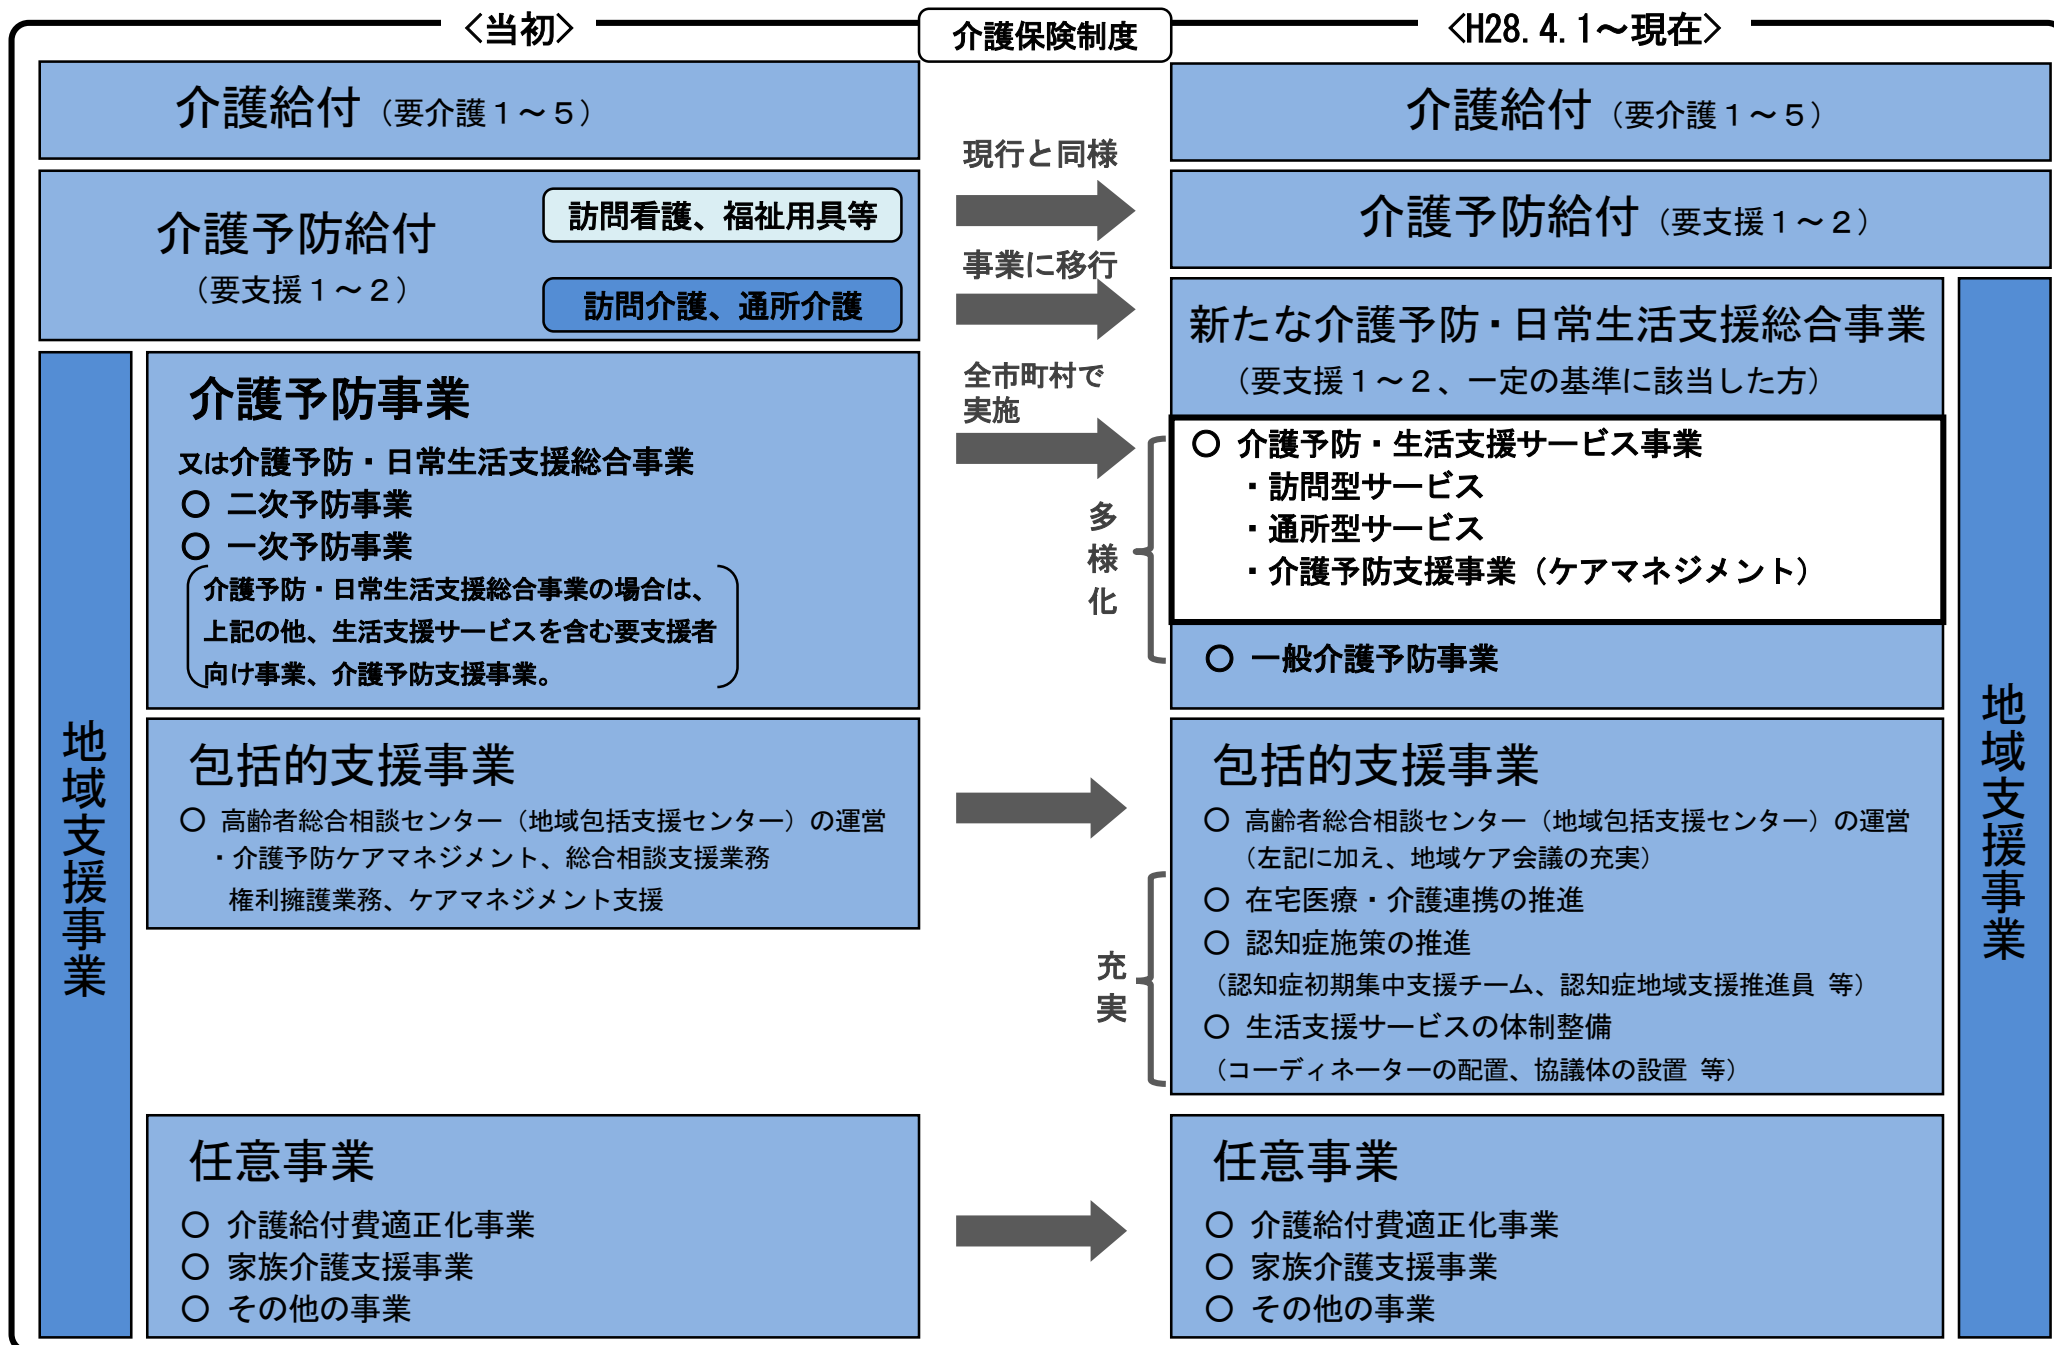 <当初>
介護保険制度
<H28.4.1～現在>
介護給付（要介護１～５）
介護予防給付
（要支援１～２）
訪問看護、福祉用具等
訪問介護、通所介護
地域支援事業
介護予防事業
又は介護予防・日常生活支援総合事業
○ 二次予防事業
○ 一次予防事業
介護予防・日常生活支援総合事業の場合は、
上記の他、生活支援サービスを含む要支援者
向け事業、介護予防支援事業。
包括的支援事業
○ 高齢者総合相談センター（地域包括支援センター）の運営
・介護予防ケアマネジメント、総合相談支援業務
権利擁護業務、ケアマネジメント支援
任意事業
○ 介護給付費適正化事業
○ 家族介護支援事業
○ その他の事業
現行と同様
事業に移行
全市町村で
実施
多様化
充実
介護給付（要介護１～５）
介護予防給付（要支援１～２）
新たな介護予防・日常生活支援総合事業
（要支援１～２、一定の基準に該当した方）
○ 介護予防・生活支援サービス事業
・訪問型サービス
・通所型サービス
・介護予防支援事業（ケアマネジメント）
○ 一般介護予防事業
包括的支援事業
○ 高齢者総合相談センター（地域包括支援センター）の運営
（左記に加え、地域ケア会議の充実）
○ 在宅医療・介護連携の推進
○ 認知症施策の推進
（認知症初期集中支援チーム、認知症地域支援推進員 等）
○ 生活支援サービスの体制整備
（コーディネーターの配置、協議体の設置 等）
任意事業
○ 介護給付費適正化事業
○ 家族介護支援事業
○ その他の事業
地域支援事業